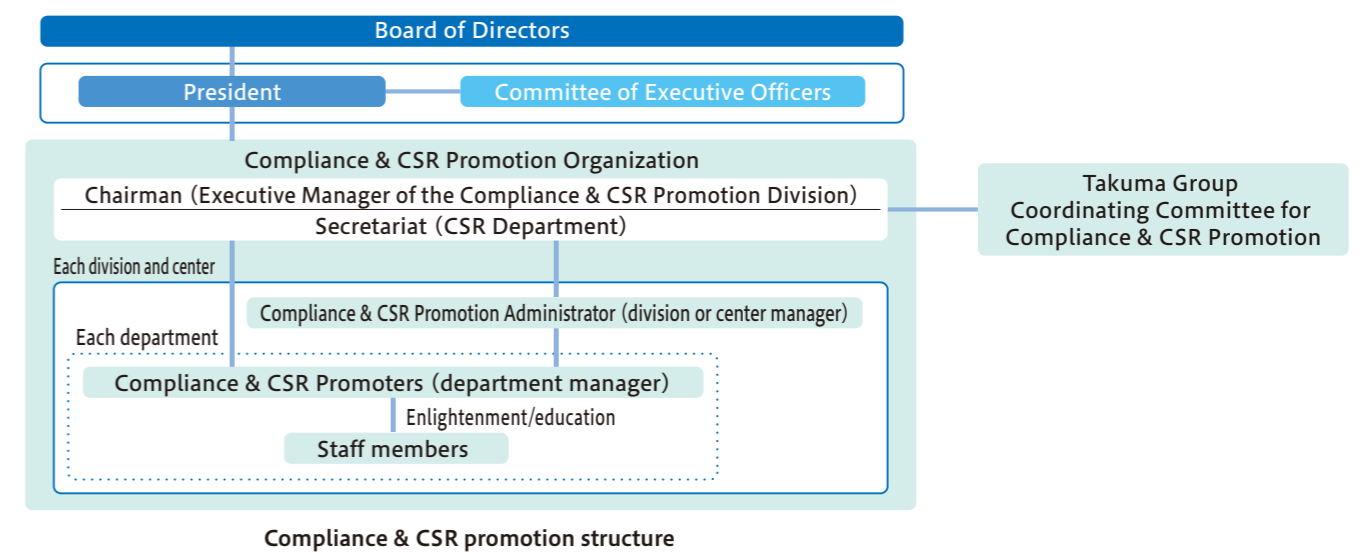 Board of Directors
President
Committee of Executive Officers
Compliance & CSR Promotion Organization
Chairman (Executive Manager of the Compliance & CSR Promotion Division)
Secretariat (CSR Department)
Takuma Group
Coordinating Committee for
Compliance & CSR Promotion
Each division and center
Compliance & CSR Promotion Administrator (division or center manager)
Each department
Compliance & CSR Promoters (department manager)
Enlightenment/education
Staff members
Compliance & CSR promotion structure